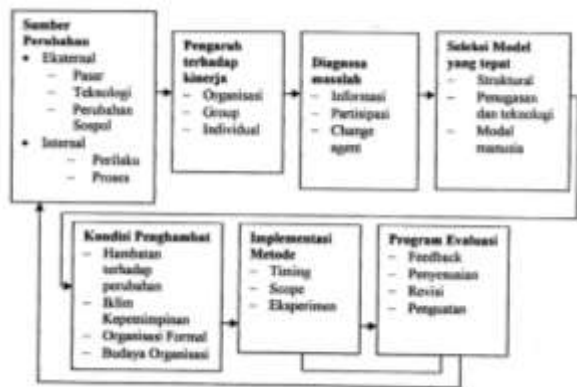 Sumber
Perubahan
• Eksternal
– Pasar
– Teknologi
– Perubahan
Sospol
• Internal
– Perilaku
– Proses
Pengaruh
terhadap
kinerja
– Organisasi
– Group
– Individual
Diagnosa
masalah
– Informasi
– Partisipasi
– Change
agent
Seleksi Model
yang tepat
– Struktural
– Penugasan
dan teknologi
– Modal
manusia
Kondisi Penghambat
– Hambatan
terhadap
perubahan
– Iklim
Kepemimpinan
– Organisasi Formal
– Budaya Organisasi
Implementasi
Metode
– Timing
– Scope
– Eksperimen
Program Evaluasi
– Feedback
– Penyesuaian
– Revisi
– Penguatan